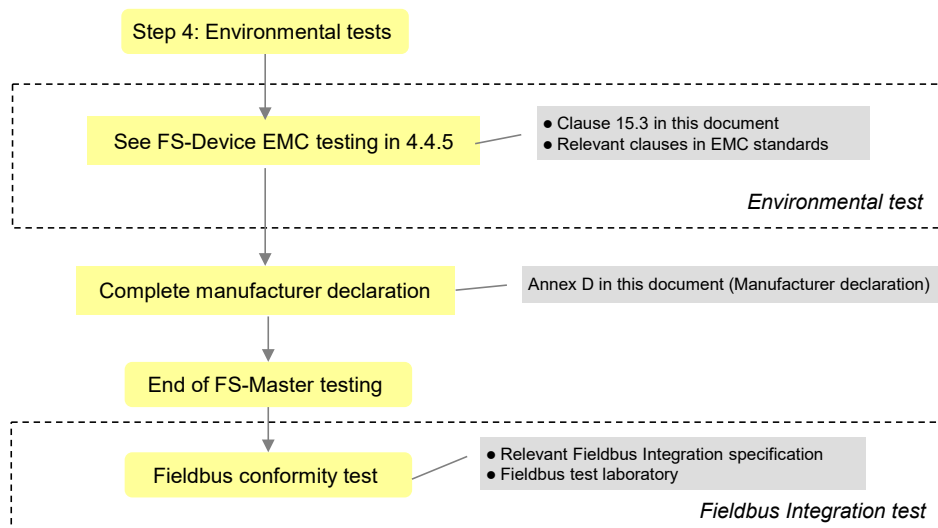 Step 4: Environmental tests
See FS-Device EMC testing in 4.4.5
● Clause 15.3 in this document
● Relevant clauses in EMC standards
Environmental test
Complete manufacturer declaration
Annex D in this document (Manufacturer declaration)
End of FS-Master testing
Fieldbus conformity test
● Relevant Fieldbus Integration specification
● Fieldbus test laboratory
Fieldbus Integration test